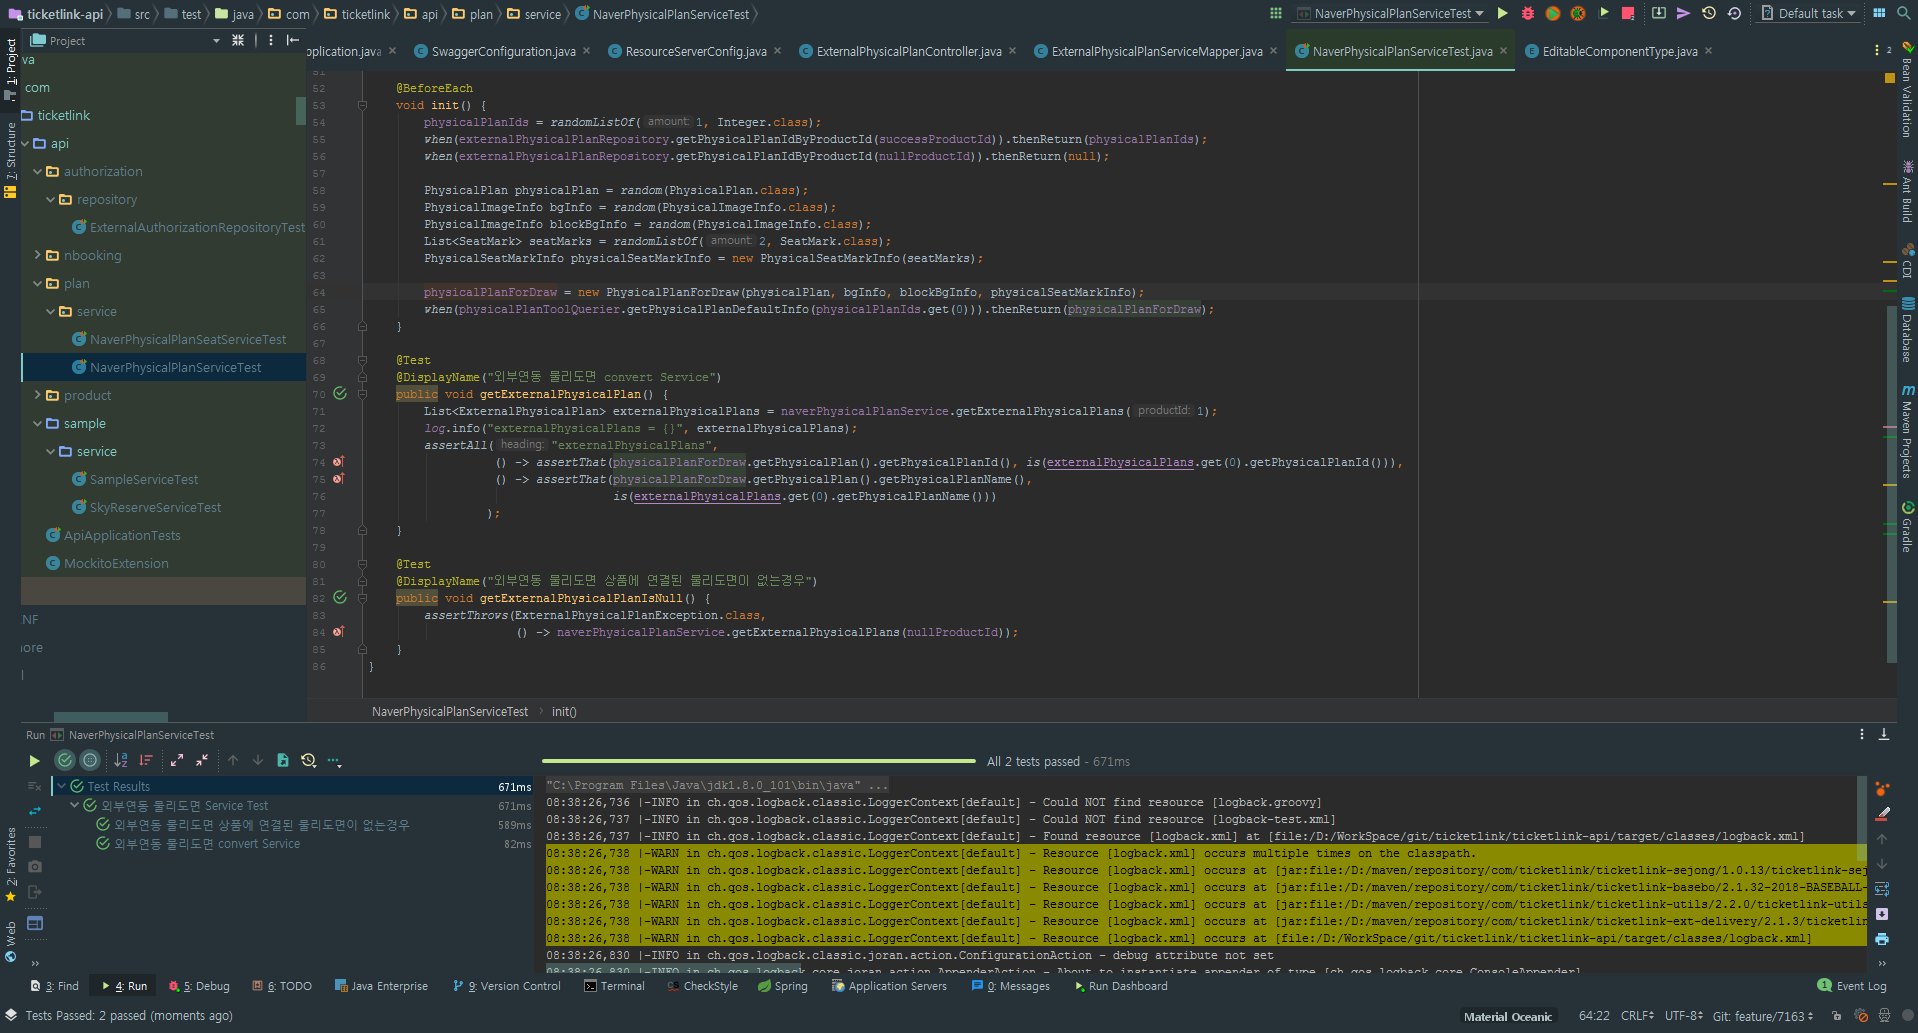 ticketlink-api src test java com ticketlink api plan service NaverPhysicalPlanServiceTest
NaverPhysicalPlanServiceTest Default task
Project
pplication.java SwaggerConfiguration.java ResourceServerConfig.java ExternalPhysicalPlanController.java ExternalPhysicalPlanServiceMapper.java NaverPhysicalPlanServiceTest.java EditableComponentType.java 2
1: Project
7: Structure
2: Favorites
Web
va
com
ticketlink
api
authorization
repository
ExternalAuthorizationRepositoryTest
nbooking
plan
service
NaverPhysicalPlanSeatServiceTest
NaverPhysicalPlanServiceTest
product
sample
service
SampleServiceTest
SkyReserveServiceTest
ApiApplicationTests
MockitoExtension
NF
ore
51
52 @BeforeEach
53 void init() {
54 physicalPlanIds = randomListOf( amount: 1, Integer.class);
55 when(externalPhysicalPlanRepository.getPhysicalPlanIdByProductId(successProductId)).thenReturn(physicalPlanIds);
56 when(externalPhysicalPlanRepository.getPhysicalPlanIdByProductId(nullProductId)).thenReturn(null);
57
58 PhysicalPlan physicalPlan = random(PhysicalPlan.class);
59 PhysicalImageInfo bgInfo = random(PhysicalImageInfo.class);
60 PhysicalImageInfo blockBgInfo = random(PhysicalImageInfo.class);
61 List<SeatMark> seatMarks = randomListOf( amount: 2, SeatMark.class);
62 PhysicalSeatMarkInfo physicalSeatMarkInfo = new PhysicalSeatMarkInfo(seatMarks);
63
64 physicalPlanForDraw = new PhysicalPlanForDraw(physicalPlan, bgInfo, blockBgInfo, physicalSeatMarkInfo);
65 when(physicalPlanToolQuerier.getPhysicalPlanDefaultInfo(physicalPlanIds.get(0))).thenReturn(physicalPlanForDraw);
66 }
67
68 @Test
69 @DisplayName("외부연동 물리도면 convert Service")
70 public void getExternalPhysicalPlan() {
71 List<ExternalPhysicalPlan> externalPhysicalPlans = naverPhysicalPlanService.getExternalPhysicalPlans( productId: 1);
72 log.info("externalPhysicalPlans = {}", externalPhysicalPlans);
73 assertAll( heading: "externalPhysicalPlans",
74 () -> assertThat(physicalPlanForDraw.getPhysicalPlan().getPhysicalPlanId(), is(externalPhysicalPlans.get(0).getPhysicalPlanId())),
75 () -> assertThat(physicalPlanForDraw.getPhysicalPlan().getPhysicalPlanName(),
76 is(externalPhysicalPlans.get(0).getPhysicalPlanName()))
77 );
78 }
79
80 @Test
81 @DisplayName("외부연동 물리도면 상품에 연결된 물리도면이 없는경우")
82 public void getExternalPhysicalPlanIsNull() {
83 assertThrows(ExternalPhysicalPlanException.class,
84 () -> naverPhysicalPlanService.getExternalPhysicalPlans(nullProductId));
85 }
86 }
NaverPhysicalPlanServiceTest › init()
Bean Validation
Ant Build
CDI
Database
Maven Projects
Gradle
Run NaverPhysicalPlanServiceTest
All 2 tests passed - 671ms
Test Results 671ms
외부연동 물리도면 Service Test 671ms
외부연동 물리도면 상품에 연결된 물리도면이 없는경우 589ms
외부연동 물리도면 convert Service 82ms
"C:\Program Files\Java\jdk1.8.0_101\bin\java" ...
08:38:26,736 |-INFO in ch.qos.logback.classic.LoggerContext[default] - Could NOT find resource [logback.groovy]
08:38:26,737 |-INFO in ch.qos.logback.classic.LoggerContext[default] - Could NOT find resource [logback-test.xml]
08:38:26,737 |-INFO in ch.qos.logback.classic.LoggerContext[default] - Found resource [logback.xml] at [file:/D:/WorkSpace/git/ticketlink/ticketlink-api/target/classes/logback.xml]
08:38:26,738 |-WARN in ch.qos.logback.classic.LoggerContext[default] - Resource [logback.xml] occurs multiple times on the classpath.
08:38:26,738 |-WARN in ch.qos.logback.classic.LoggerContext[default] - Resource [logback.xml] occurs at [jar:file:/D:/maven/repository/com/ticketlink/ticketlink-sejong/1.0.13/ticketlink-sej
08:38:26,738 |-WARN in ch.qos.logback.classic.LoggerContext[default] - Resource [logback.xml] occurs at [jar:file:/D:/maven/repository/com/ticketlink/ticketlink-basebo/2.1.32-2018-BASEBALL-
08:38:26,738 |-WARN in ch.qos.logback.classic.LoggerContext[default] - Resource [logback.xml] occurs at [jar:file:/D:/maven/repository/com/ticketlink/ticketlink-utils/2.2.0/ticketlink-utils
08:38:26,738 |-WARN in ch.qos.logback.classic.LoggerContext[default] - Resource [logback.xml] occurs at [jar:file:/D:/maven/repository/com/ticketlink/ticketlink-ext-delivery/2.1.3/ticketlin
08:38:26,738 |-WARN in ch.qos.logback.classic.LoggerContext[default] - Resource [logback.xml] occurs at [file:/D:/WorkSpace/git/ticketlink/ticketlink-api/target/classes/logback.xml]
08:38:26,830 |-INFO in ch.qos.logback.classic.joran.action.ConfigurationAction - debug attribute not set
08:38:26,830 |-INFO in ch.qos.logback.core.joran.action.AppenderAction - About to instantiate appender of type [ch.qos.logback.core.ConsoleAppender]
3: Find 4: Run 5: Debug 6: TODO Java Enterprise 9: Version Control Terminal CheckStyle Spring Application Servers 0: Messages Run Dashboard 1 Event Log
Tests Passed: 2 passed (moments ago) Material Oceanic 64:22 CRLF UTF-8 Git: feature/7163